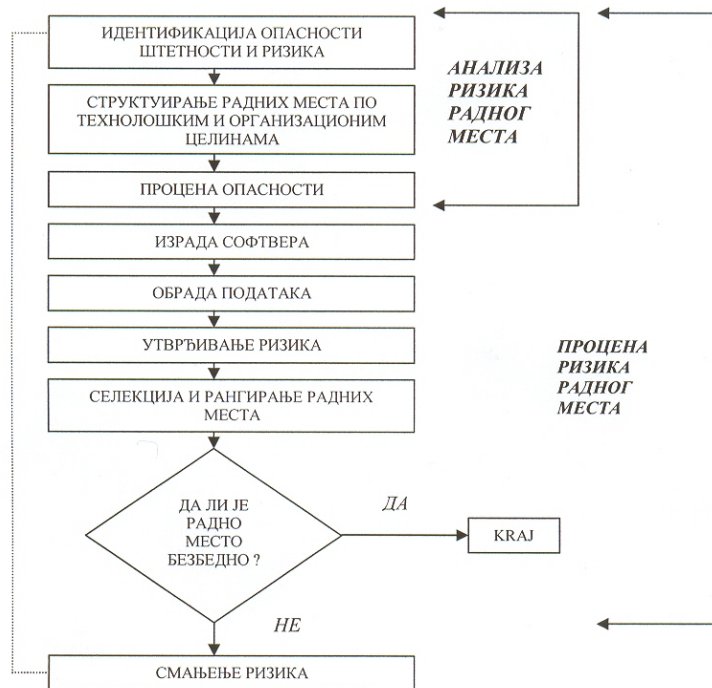 ИДЕНТИФИКАЦИЈА ОПАСНОСТИ
ШТЕТНОСТИ И РИЗИКА
АНАЛИЗА
РИЗИКА
РАДНОГ
МЕСТА
СТРУКТУИРАЊЕ РАДНИХ МЕСТА ПО
ТЕХНОЛОШКИМ И ОРГАНИЗАЦИОНИМ
ЦЕЛИНАМА
ПРОЦЕНА ОПАСНОСТИ
ИЗРАДА СОФТВЕРА
ОБРАДА ПОДАТАКА
УТВРЂИВАЊЕ РИЗИКА
ПРОЦЕНА
РИЗИКА
РАДНОГ
МЕСТА
СЕЛЕКЦИЈА И РАНГИРАЊЕ РАДНИХ
МЕСТА
ДА ЛИ ЈЕ
РАДНО
МЕСТО
БЕЗБЕДНО ?
ДА
KRAJ
НЕ
СМАЊЕЊЕ РИЗИКА